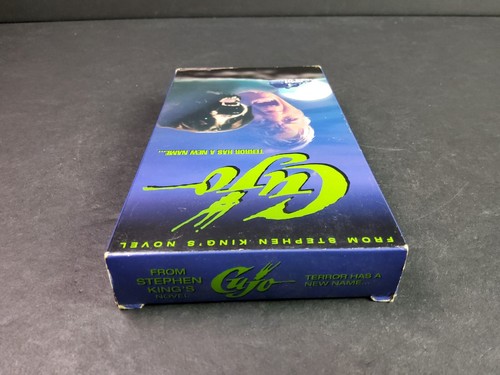 TERROR HAS A NEW NAME...
Cujo
FROM STEPHEN KING'S NOVEL
FROM
STEPHEN
KING'S
NOVEL
Cujo
TERROR HAS A
NEW NAME...